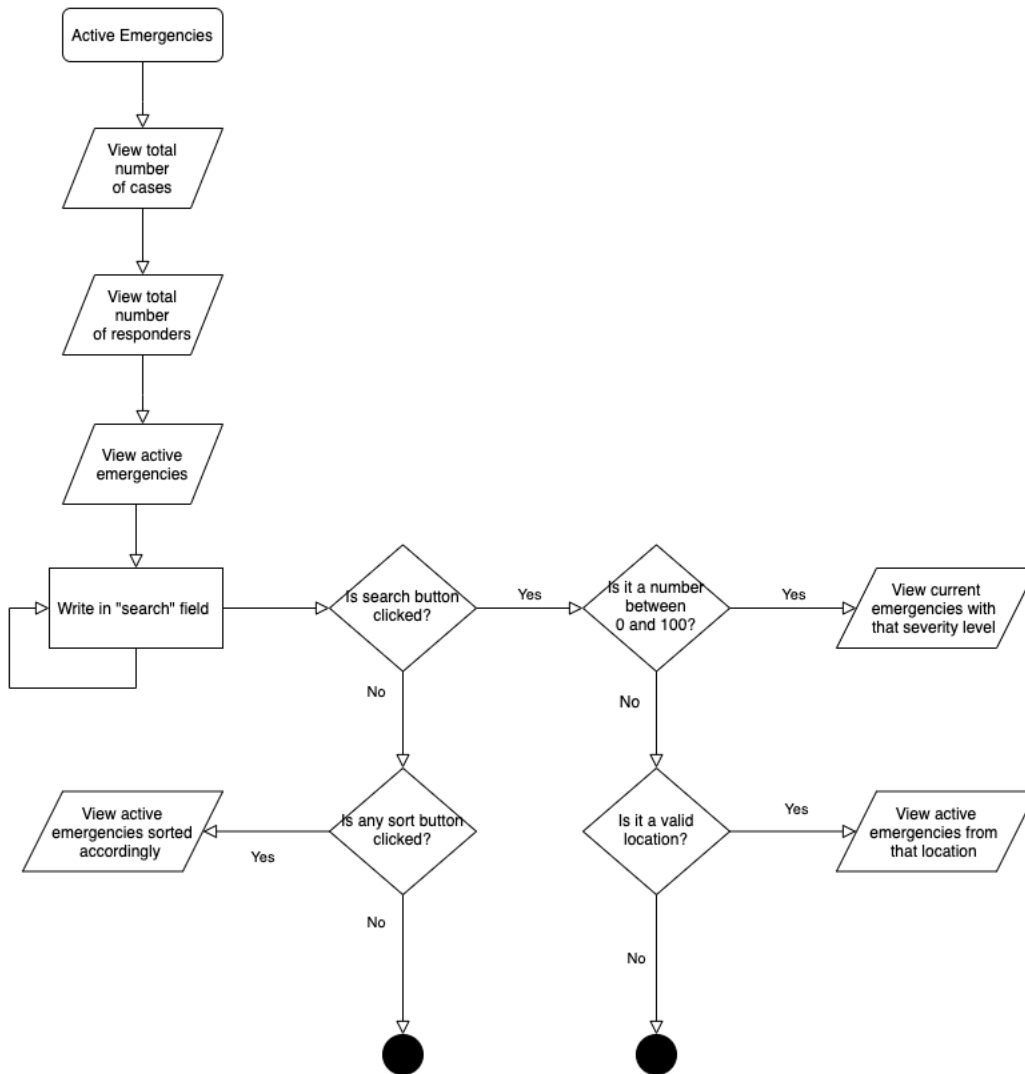 Active Emergencies
View total
number
of cases
View total
number
of responders
View active
emergencies
Write in "search" field
Is search button
clicked?
Yes
Is it a number
between
0 and 100?
Yes
View current
emergencies with
that severity level
No
No
View active
emergencies sorted
accordingly
Yes
Is any sort button
clicked?
Is it a valid
location?
Yes
View active
emergencies from
that location
No
No